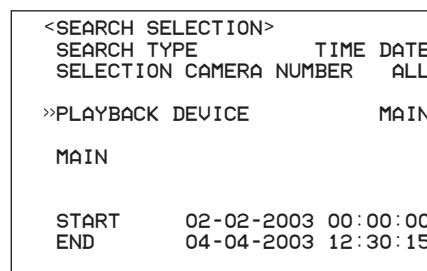 <SEARCH SELECTION>
SEARCH TYPE TIME DATE
SELECTION CAMERA NUMBER ALL
»PLAYBACK DEVICE MAIN
MAIN
START 02-02-2003 00:00:00
END 04-04-2003 12:30:15